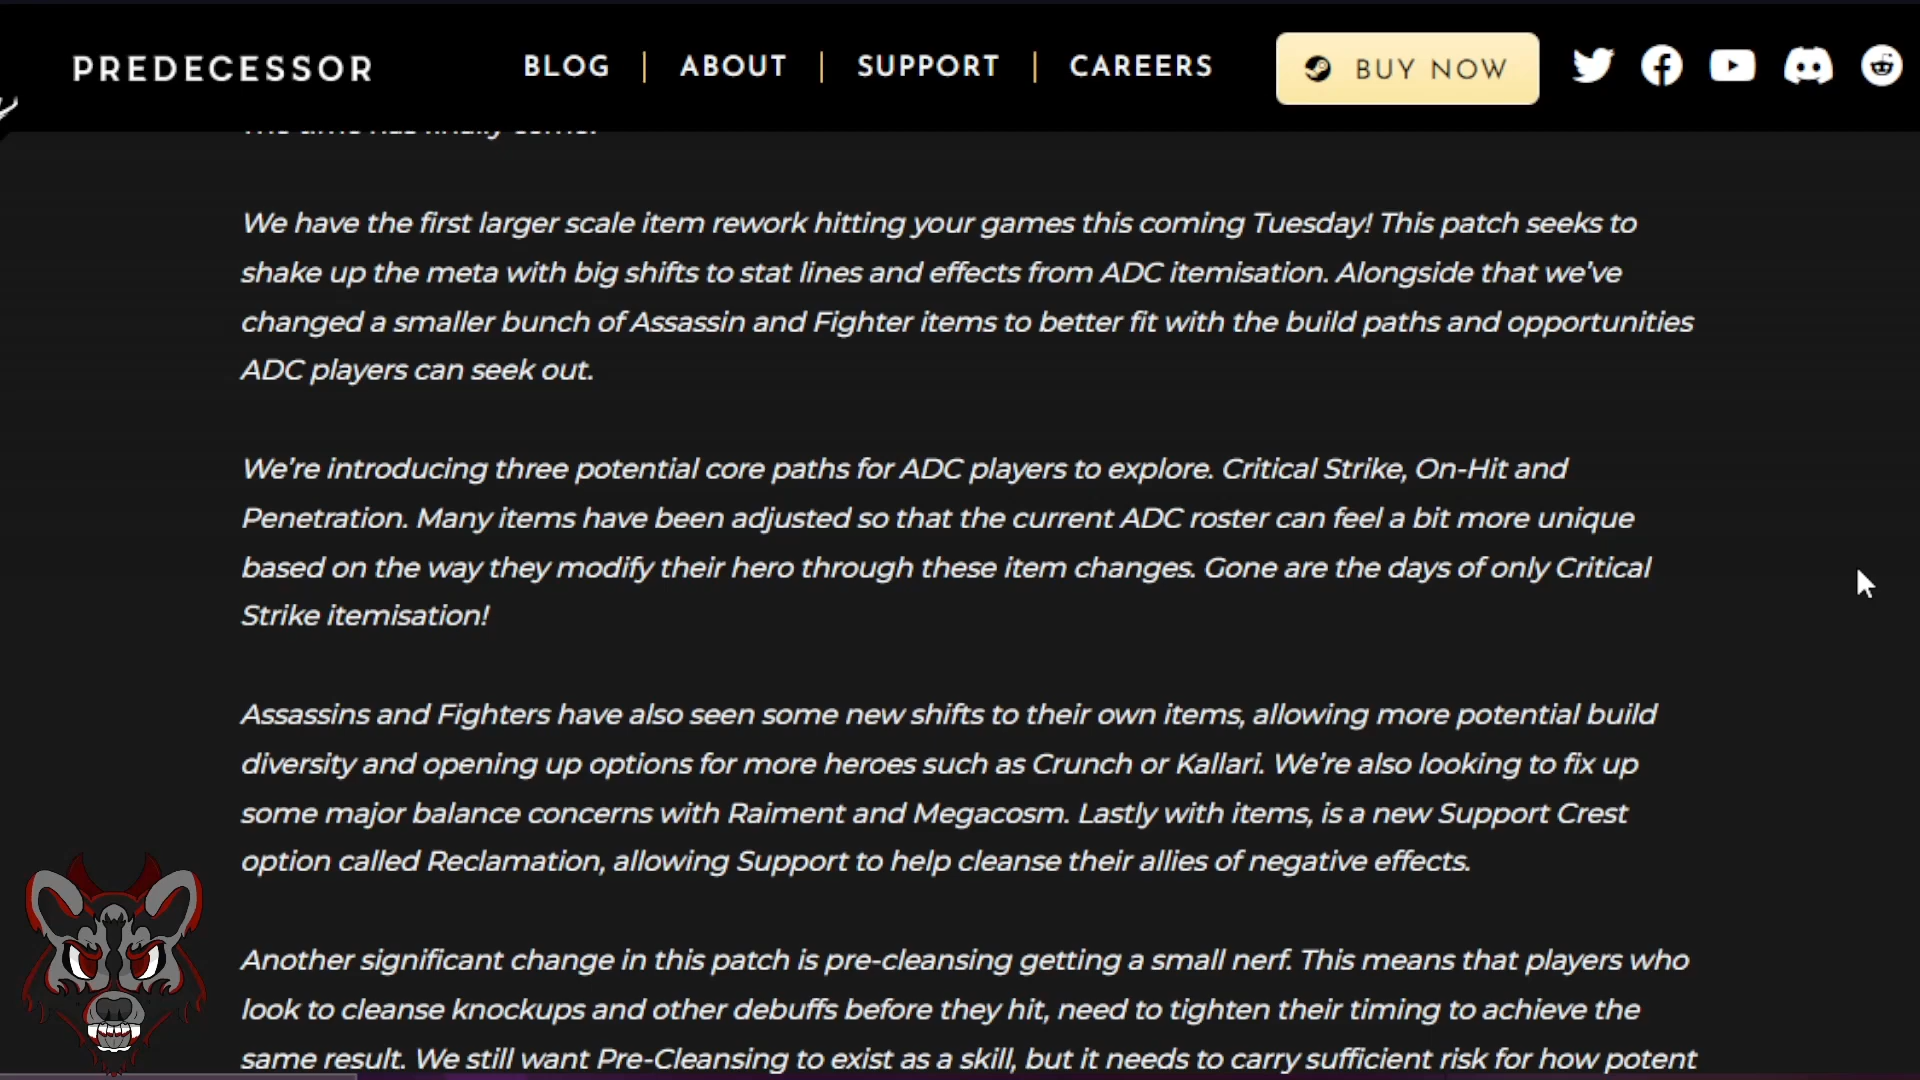 PREDECESSOR BLOG | ABOUT | SUPPORT | CAREERS BUY NOW
The time has finally come!
We have the first larger scale item rework hitting your games this coming Tuesday! This patch seeks to
shake up the meta with big shifts to stat lines and effects from ADC itemisation. Alongside that we've
changed a smaller bunch of Assassin and Fighter items to better fit with the build paths and opportunities
ADC players can seek out.
We're introducing three potential core paths for ADC players to explore. Critical Strike, On-Hit and
Penetration. Many items have been adjusted so that the current ADC roster can feel a bit more unique
based on the way they modify their hero through these item changes. Gone are the days of only Critical
Strike itemisation!
Assassins and Fighters have also seen some new shifts to their own items, allowing more potential build
diversity and opening up options for more heroes such as Crunch or Kallari. We're also looking to fix up
some major balance concerns with Raiment and Megacosm. Lastly with items, is a new Support Crest
option called Reclamation, allowing Support to help cleanse their allies of negative effects.
Another significant change in this patch is pre-cleansing getting a small nerf. This means that players who
look to cleanse knockups and other debuffs before they hit, need to tighten their timing to achieve the
same result. We still want Pre-Cleansing to exist as a skill, but it needs to carry sufficient risk for how potent